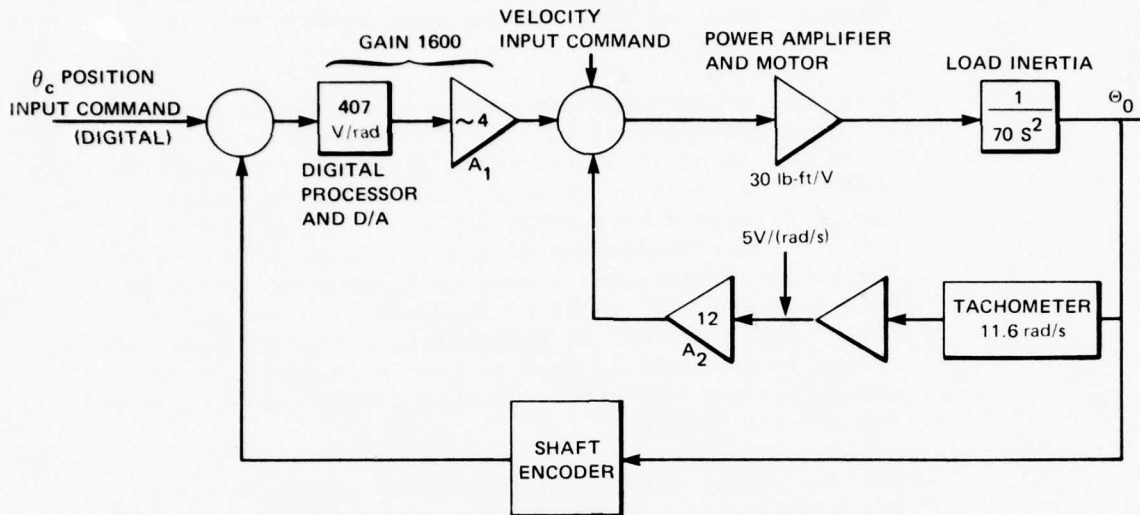 VELOCITY
INPUT COMMAND
GAIN 1600
POWER AMPLIFIER
AND MOTOR
LOAD INERTIA
θc POSITION
INPUT COMMAND
(DIGITAL)
407
V/rad
~4
A1
DIGITAL
PROCESSOR
AND D/A
30 lb-ft/V
1
70 S²
Θ0
5V/(rad/s)
12
A2
TACHOMETER
11.6 rad/s
SHAFT
ENCODER